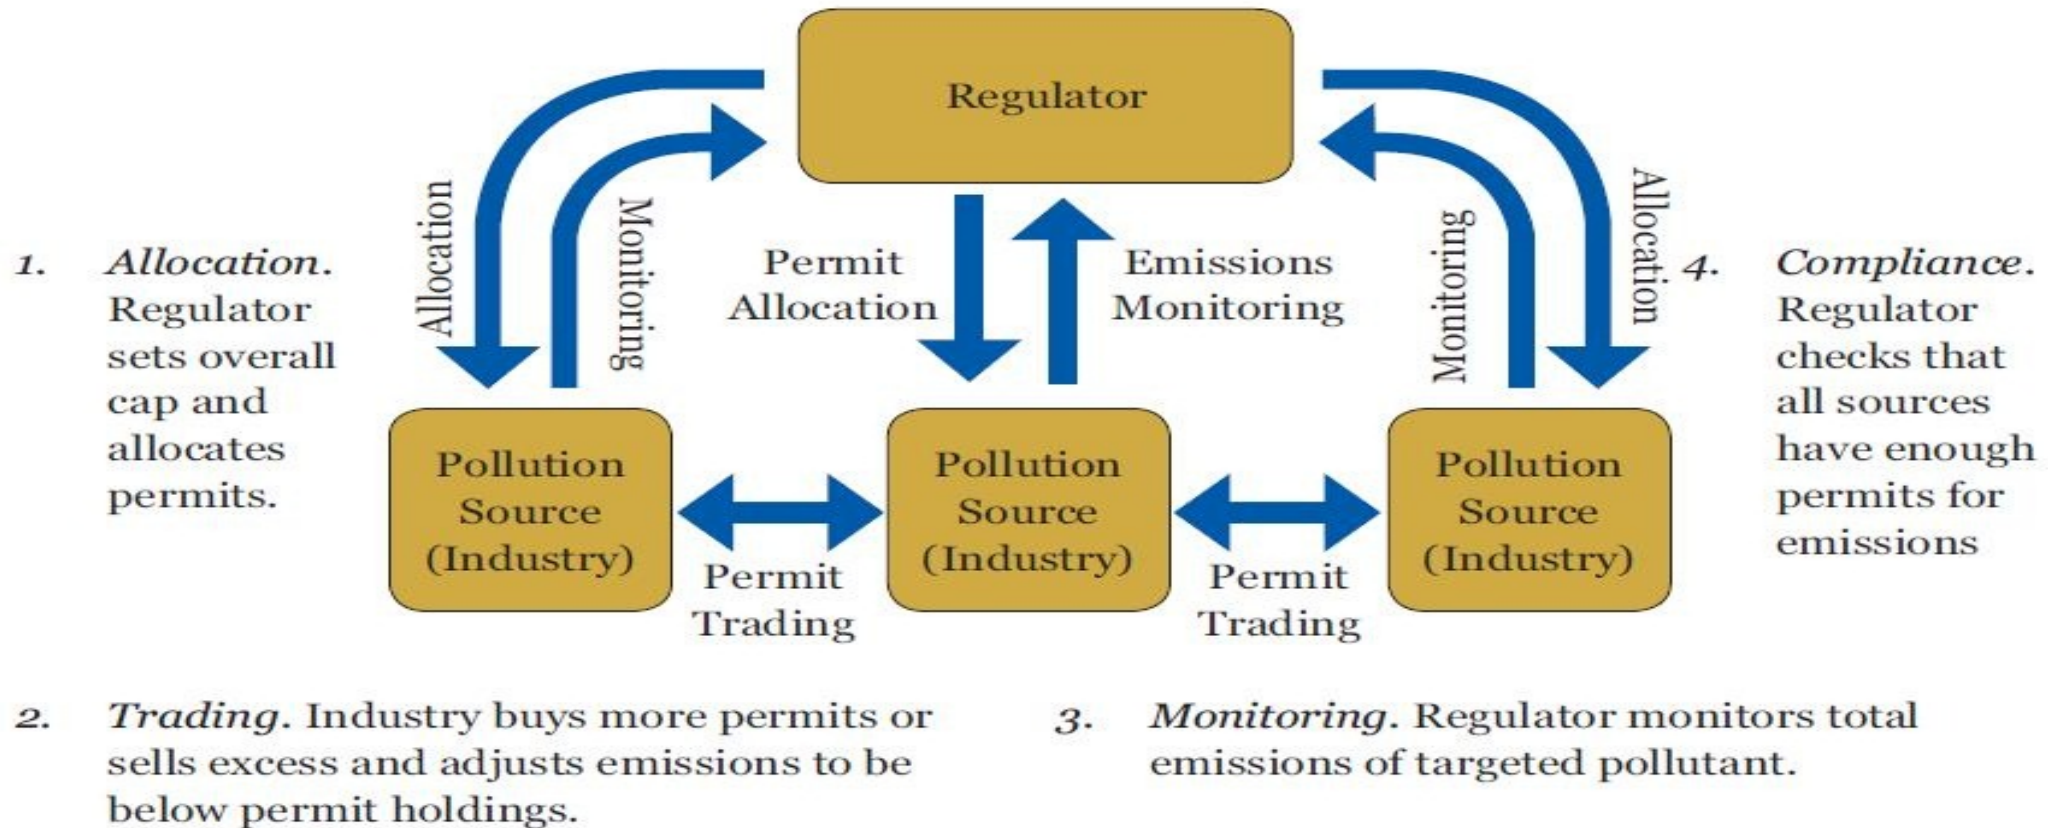 Regulator
Allocation
Monitoring
Permit
Allocation
Emissions
Monitoring
Monitoring
Allocation
1. Allocation.
Regulator
sets overall
cap and
allocates
permits.
4. Compliance.
Regulator
checks that
all sources
have enough
permits for
emissions
Pollution
Source
(Industry)
Pollution
Source
(Industry)
Pollution
Source
(Industry)
Permit
Trading
Permit
Trading
2. Trading. Industry buys more permits or
sells excess and adjusts emissions to be
below permit holdings.
3. Monitoring. Regulator monitors total
emissions of targeted pollutant.